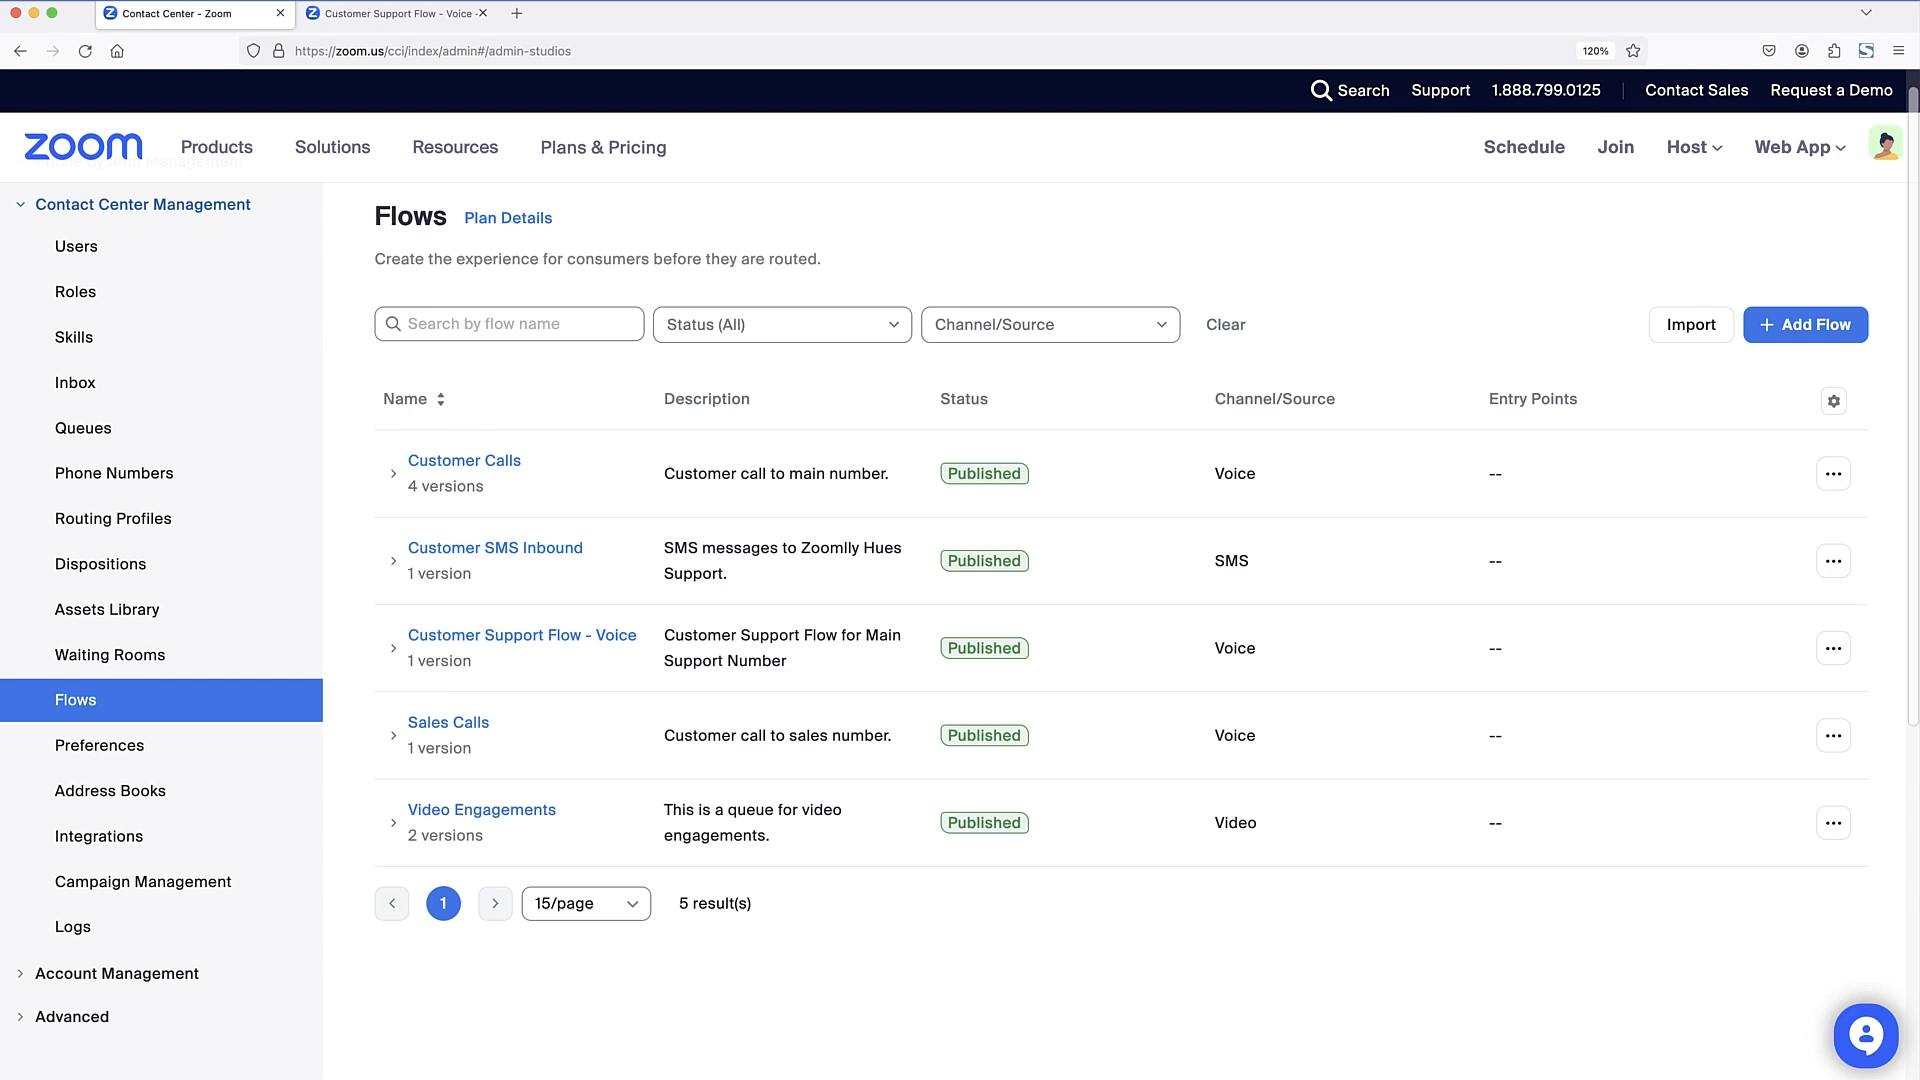 Contact Center - Zoom
Customer Support Flow - Voice -
https://zoom.us/cci/index/admin#/admin-studios
120%
Search
Support
1.888.799.0125
Contact Sales
Request a Demo
zoom
Products
Solutions
Resources
Plans & Pricing
Schedule
Join
Host
Web App
Contact Center Management
Users
Roles
Skills
Inbox
Queues
Phone Numbers
Routing Profiles
Dispositions
Assets Library
Waiting Rooms
Flows
Preferences
Address Books
Integrations
Campaign Management
Logs
Account Management
Advanced
Flows
Plan Details
Create the experience for consumers before they are routed.
Search by flow name
Status (All)
Channel/Source
Clear
Import
+ Add Flow
Name
Description
Status
Channel/Source
Entry Points
Customer Calls
4 versions
Customer call to main number.
Published
Voice
--
Customer SMS Inbound
1 version
SMS messages to Zoomlly Hues
Support.
Published
SMS
--
Customer Support Flow - Voice
1 version
Customer Support Flow for Main
Support Number
Published
Voice
--
Sales Calls
1 version
Customer call to sales number.
Published
Voice
--
Video Engagements
2 versions
This is a queue for video
engagements.
Published
Video
--
1
15/page
5 result(s)